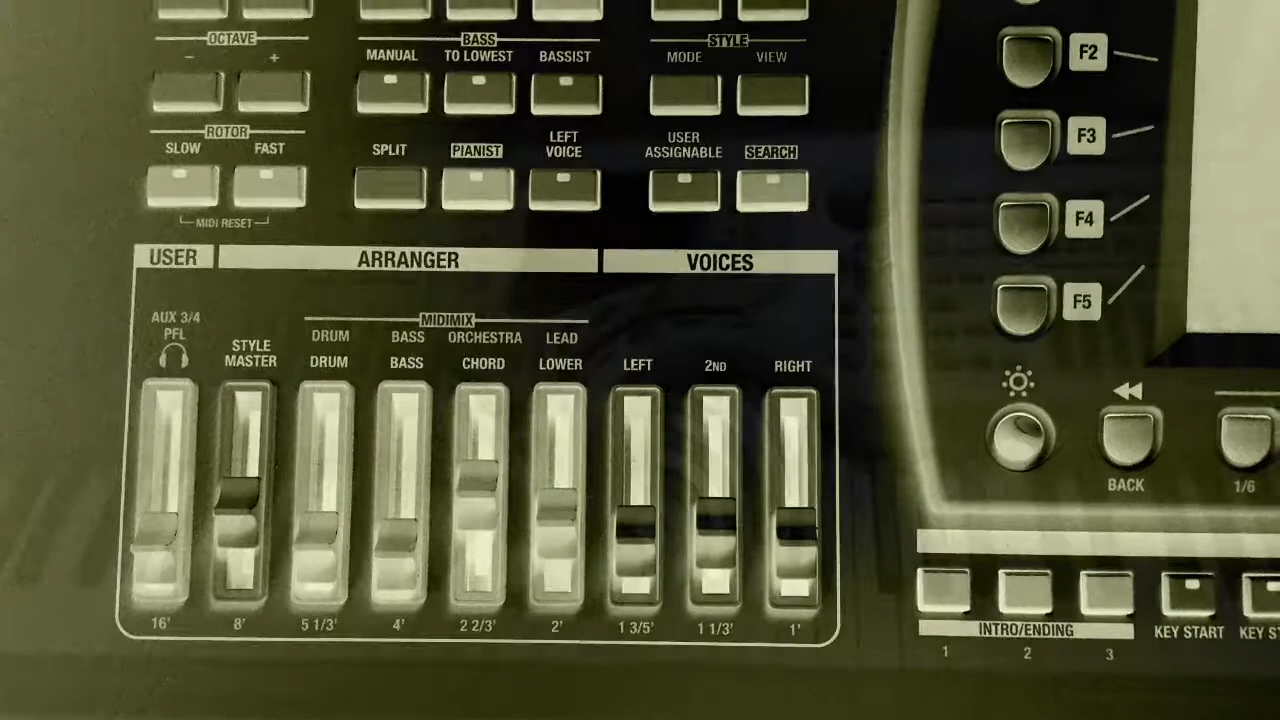 OCTAVE
- +
BASS
MANUAL TO LOWEST BASSIST
STYLE
MODE VIEW
ROTOR
SLOW FAST
MIDI RESET
SPLIT PIANIST LEFT VOICE
USER ASSIGNABLE SEARCH
F2
F3
F4
F5
USER ARRANGER VOICES
AUX 3/4
PFL
STYLE
MASTER
MIDIMIX
DRUM BASS ORCHESTRA LEAD
DRUM BASS CHORD LOWER LEFT 2ND RIGHT
16' 8' 5 1/3' 4' 2 2/3' 2' 1 3/5' 1 1/3' 1'
BACK 1/6
INTRO/ENDING
1 2 3
KEY START